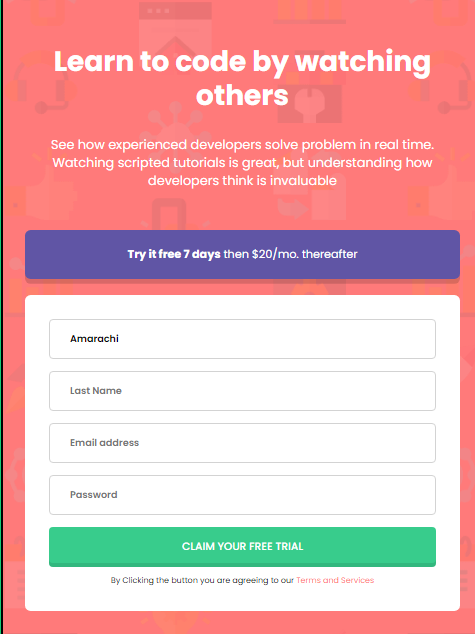 Learn to code by watching
others
See how experienced developers solve problem in real time.
Watching scripted tutorials is great, but understanding how
developers think is invaluable
Try it free 7 days then $20/mo. thereafter
Amarachi
Last Name
Email address
Password
CLAIM YOUR FREE TRIAL
By Clicking the button you are agreeing to our Terms and Services